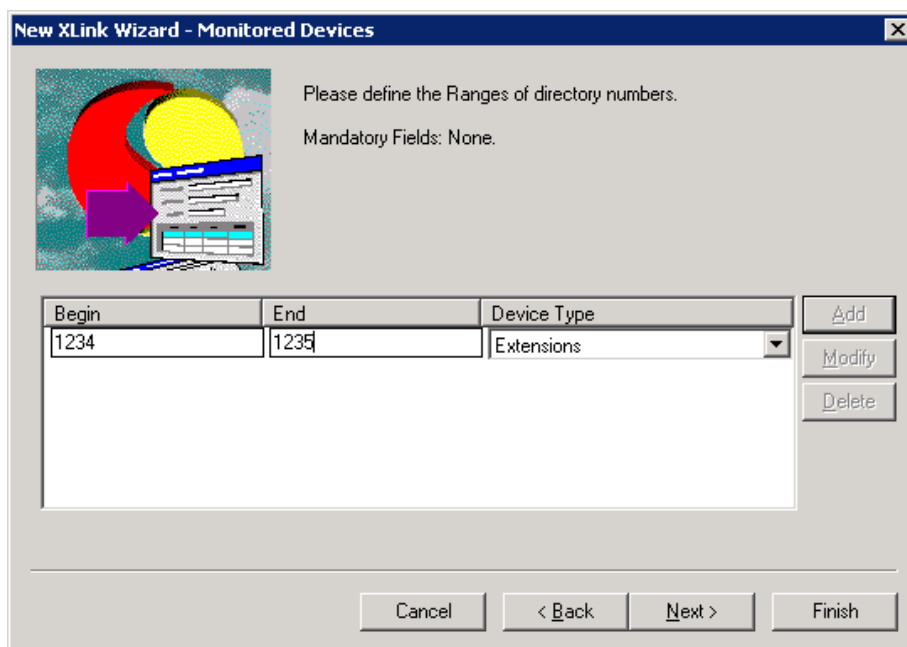 New XLink Wizard - Monitored Devices
Please define the Ranges of directory numbers.
Mandatory Fields: None.
Begin End Device Type
1234 1235 Extensions
Add
Modify
Delete
Cancel < Back Next > Finish